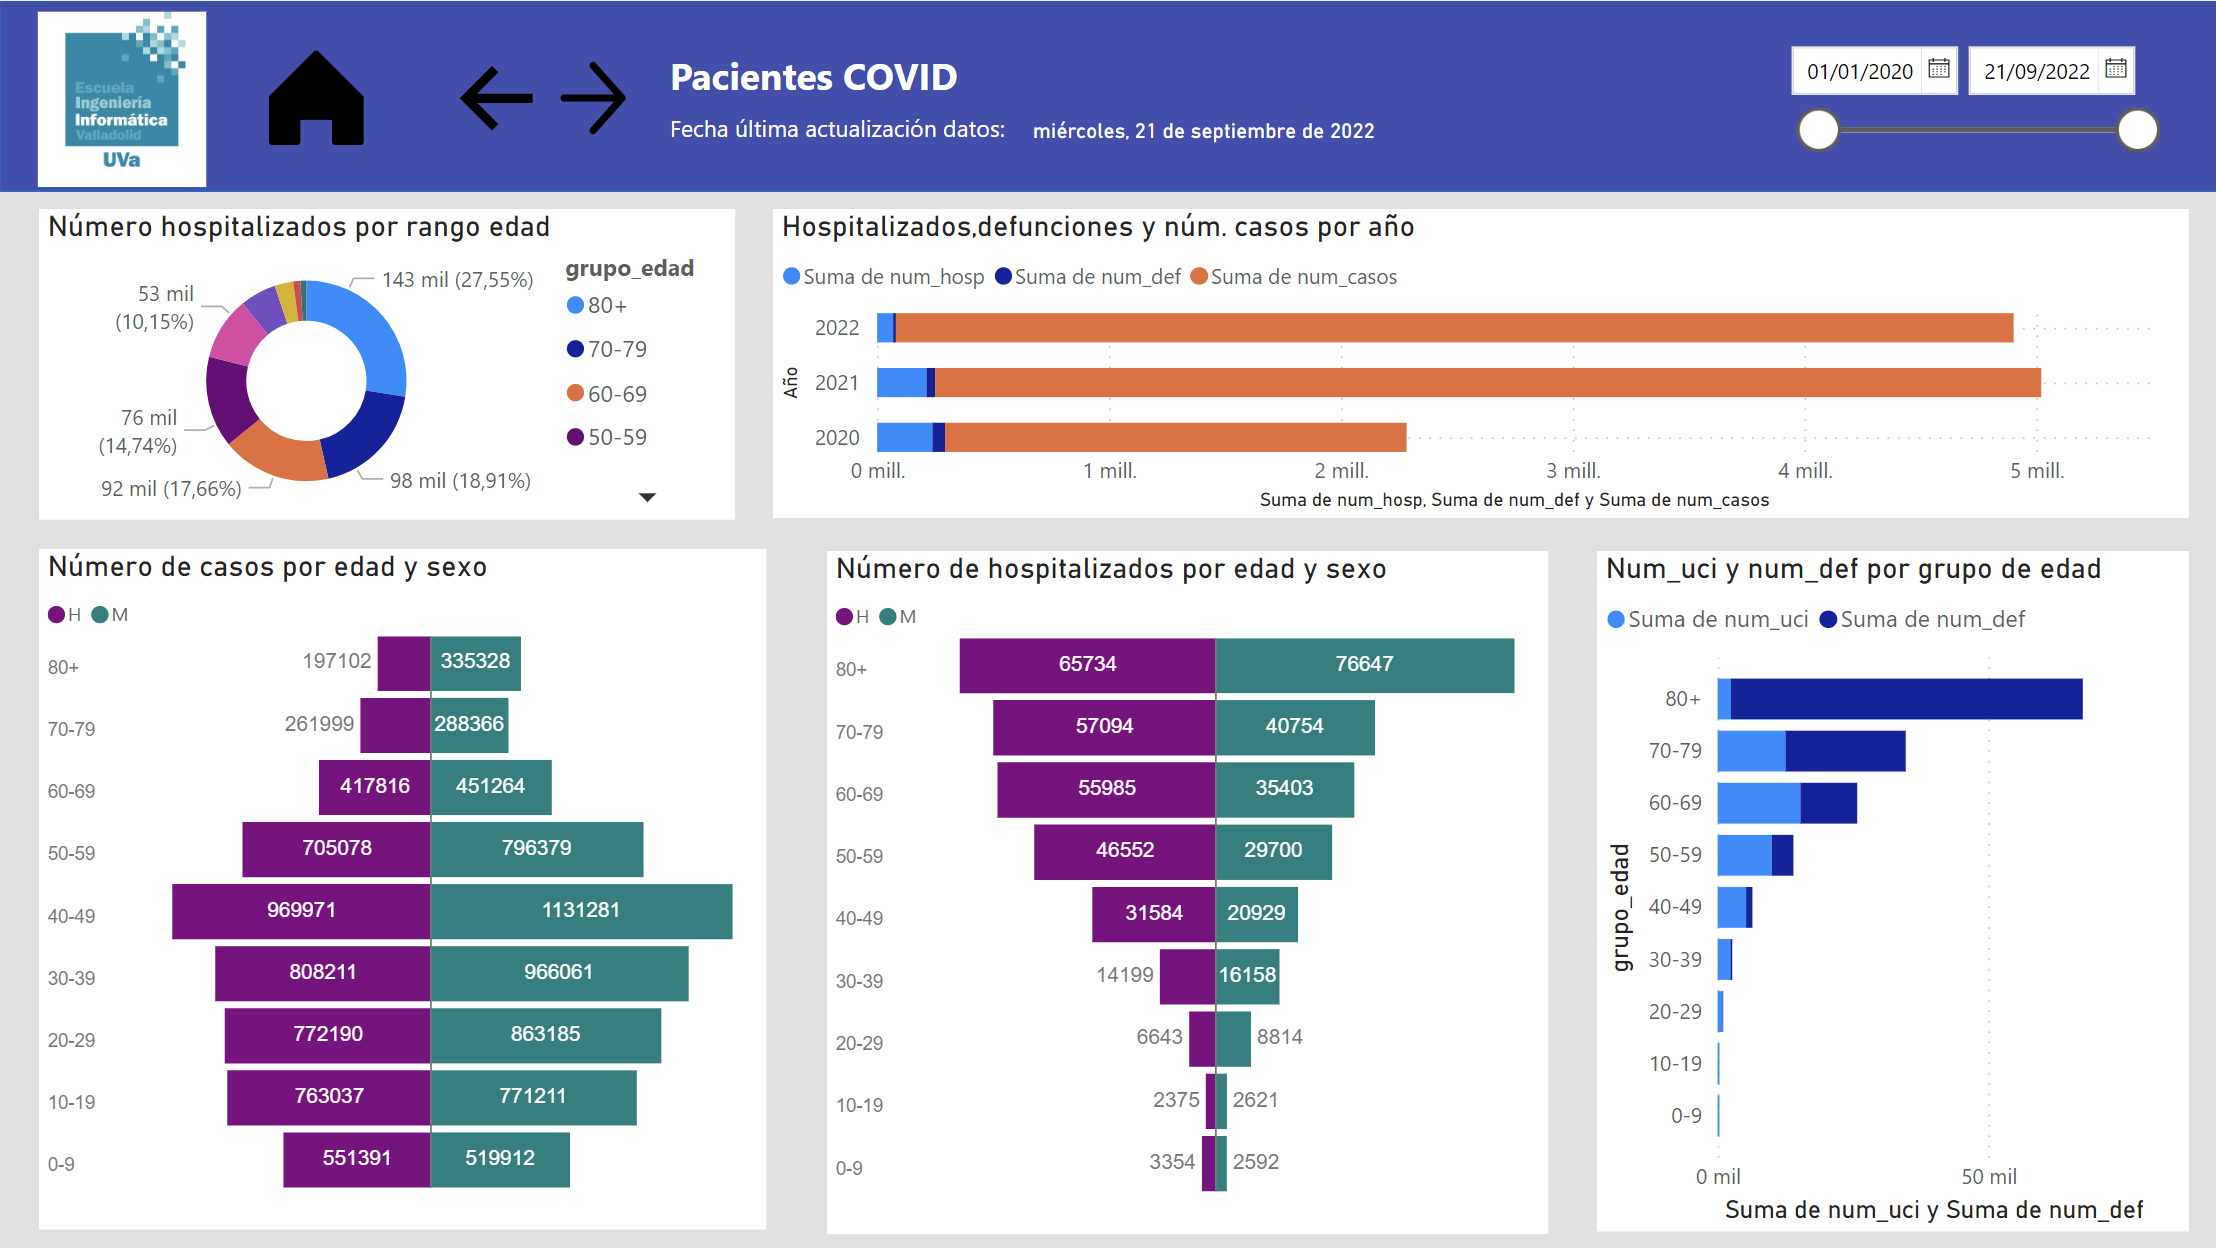 Escuela
Ingeniería
Informática
Valladolid
UVa
Pacientes COVID
Fecha última actualización datos: miércoles, 21 de septiembre de 2022
01/01/2020 21/09/2022
Número hospitalizados por rango edad
143 mil (27,55%)
53 mil
(10,15%)
76 mil
(14,74%)
92 mil (17,66%)
98 mil (18,91%)
grupo_edad
80+
70-79
60-69
50-59
Hospitalizados,defunciones y núm. casos por año
Suma de num_hosp Suma de num_def Suma de num_casos
Año
2022
2021
2020
0 mill. 1 mill. 2 mill. 3 mill. 4 mill. 5 mill.
Suma de num_hosp, Suma de num_def y Suma de num_casos
Número de casos por edad y sexo
H M
80+ 197102 335328
70-79 261999 288366
60-69 417816 451264
50-59 705078 796379
40-49 969971 1131281
30-39 808211 966061
20-29 772190 863185
10-19 763037 771211
0-9 551391 519912
Número de hospitalizados por edad y sexo
H M
80+ 65734 76647
70-79 57094 40754
60-69 55985 35403
50-59 46552 29700
40-49 31584 20929
30-39 14199 16158
20-29 6643 8814
10-19 2375 2621
0-9 3354 2592
Num_uci y num_def por grupo de edad
Suma de num_uci Suma de num_def
grupo_edad
80+
70-79
60-69
50-59
40-49
30-39
20-29
10-19
0-9
0 mil 50 mil
Suma de num_uci y Suma de num_def